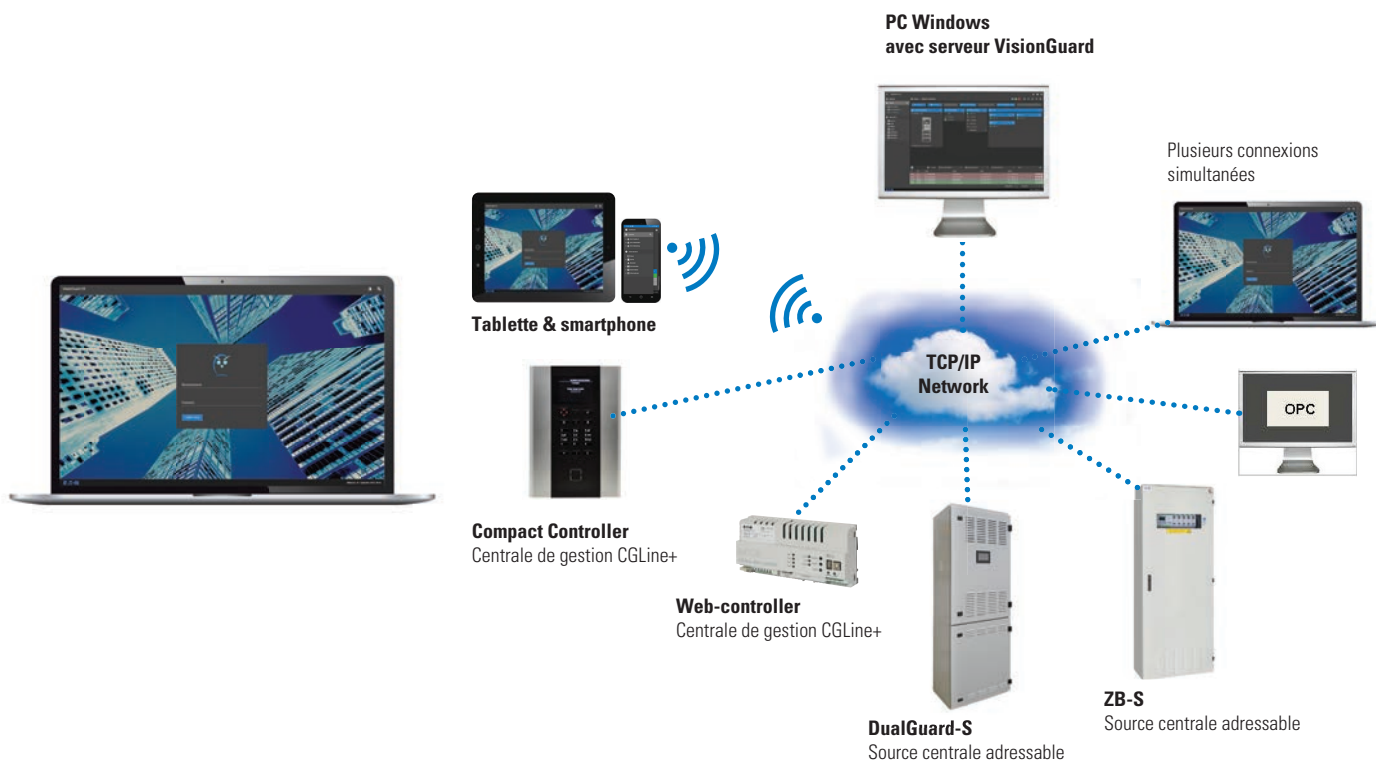 PC Windows
avec serveur VisionGuard
Plusieurs connexions
simultanées
Tablette & smartphone
TCP/IP
Network
OPC
Compact Controller
Centrale de gestion CGLine+
Web-controller
Centrale de gestion CGLine+
ZB-S
Source centrale adressable
DualGuard-S
Source centrale adressable